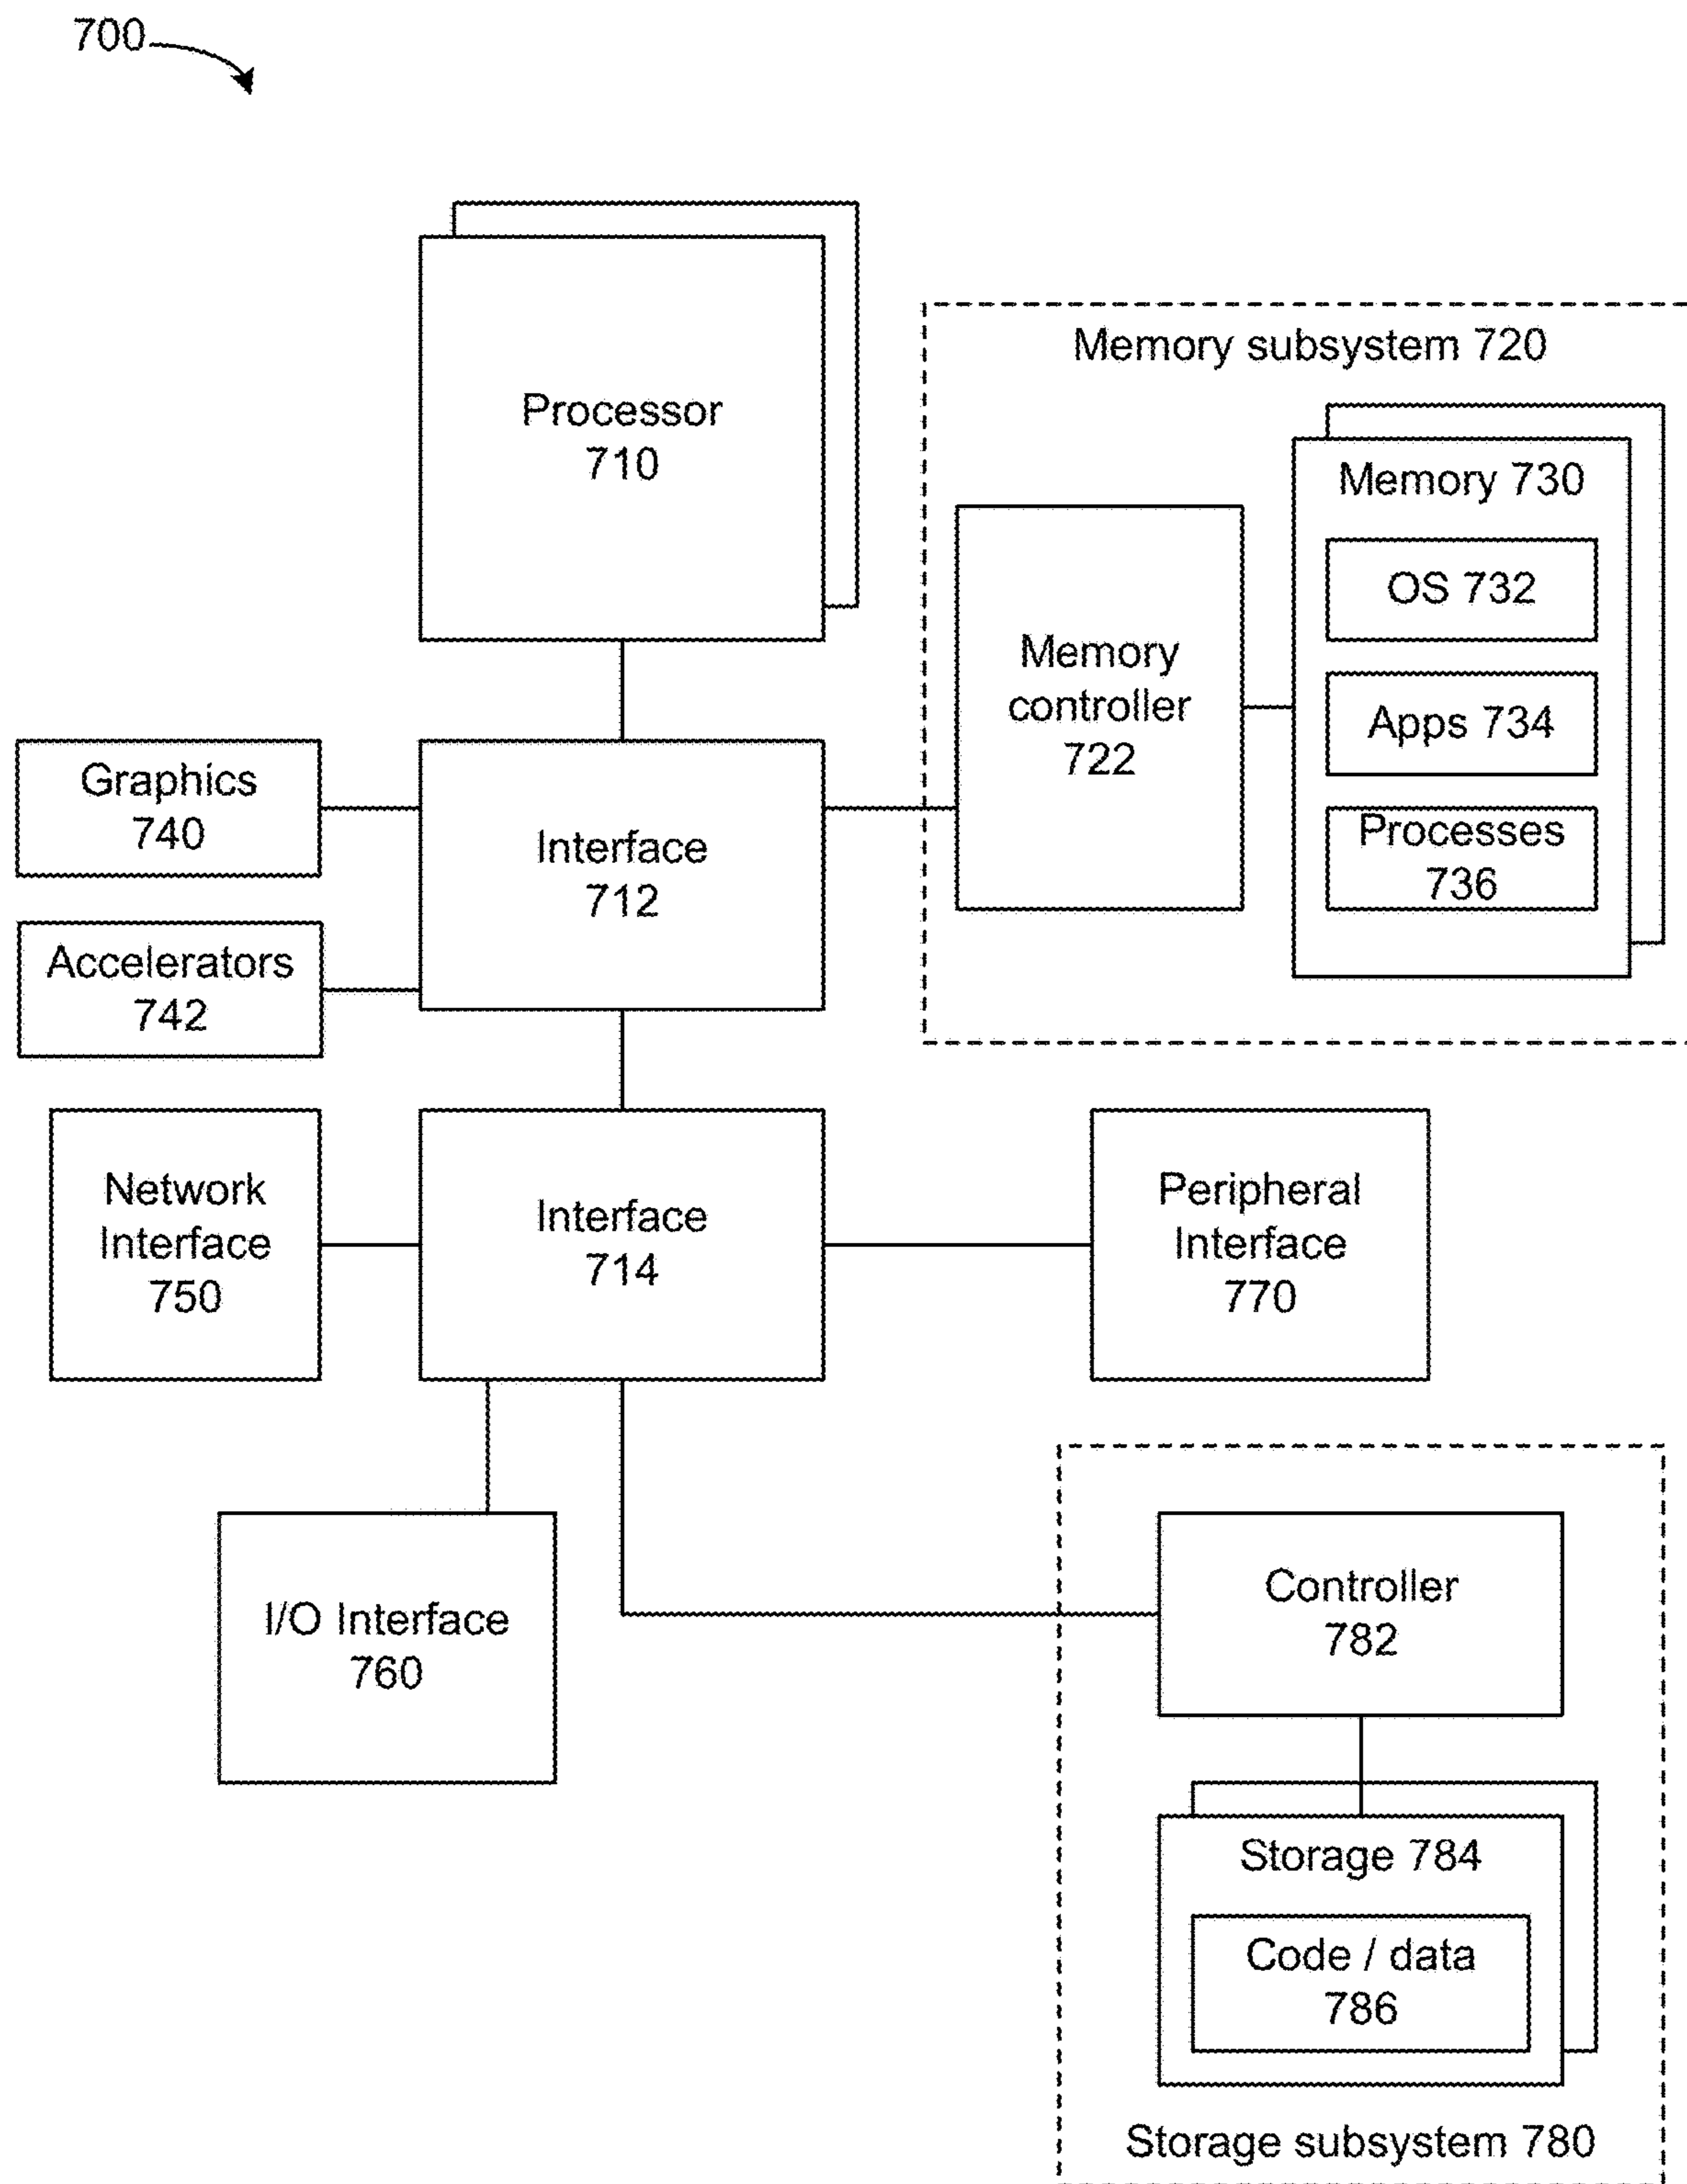 700
Processor
710
Memory subsystem 720
Memory 730
OS 732
Apps 734
Processes
736
Memory
controller
722
Graphics
740
Interface
712
Accelerators
742
Network
Interface
750
Interface
714
Peripheral
Interface
770
I/O Interface
760
Controller
782
Storage 784
Code / data
786
Storage subsystem 780